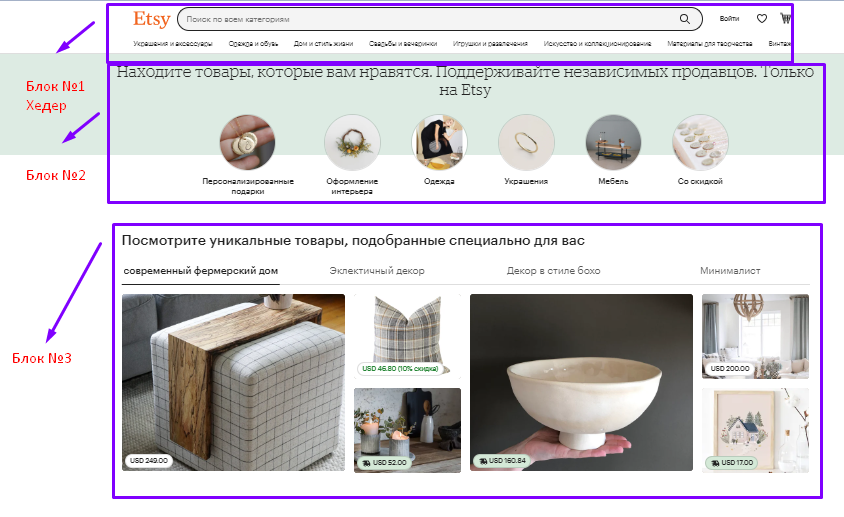 Etsy
Поиск по всем категориям
Войти
Украшения и аксессуары Одежда и обувь Дом и стиль жизни Свадьбы и вечеринки Игрушки и развлечения Искусство и коллекционирование Материалы для творчества Винтаж
Блок №1
Хедер
Находите товары, которые вам нравятся. Поддерживайте независимых продавцов. Только
на Etsy
Блок №2
Персонализированные
подарки
Оформление
интерьера
Одежда
Украшения
Мебель
Со скидкой
Посмотрите уникальные товары, подобранные специально для вас
современный фермерский дом Эклектичный декор Декор в стиле бохо Минималист
Блок №3
USD 46.80 (10% скидка)
USD 200.00
USD 249.00
USD 52.00
USD 160.84
USD 17.00